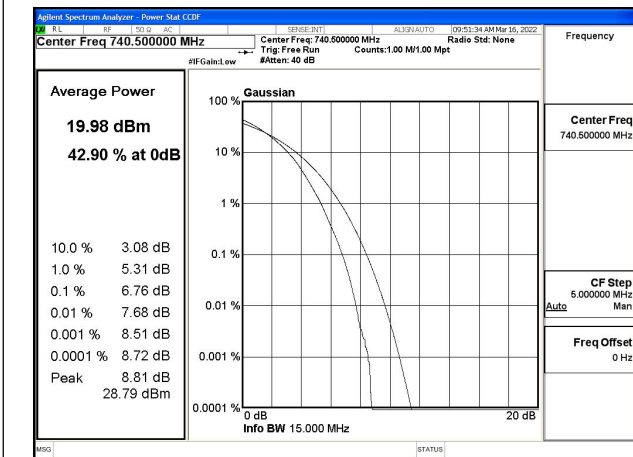 Agilent Spectrum Analyzer - Power Stat CCDF
RL RF 50 Ω AC SENSE:INT ALIGN AUTO 09:51:34 AM Mar 16, 2022
Center Freq 740.500000 MHz
Center Freq: 740.500000 MHz Radio Std: None
Trig: Free Run Counts:1.00 M/1.00 Mpt
#IFGain:Low #Atten: 40 dB
Frequency
Average Power
19.98 dBm
42.90 % at 0dB
10.0 % 3.08 dB
1.0 % 5.31 dB
0.1 % 6.76 dB
0.01 % 7.68 dB
0.001 % 8.51 dB
0.0001 % 8.72 dB
Peak 8.81 dB
28.79 dBm
Gaussian
100 %
10 %
1 %
0.1 %
0.01 %
0.001 %
0.0001 %
0 dB 20 dB
Info BW 15.000 MHz
Center Freq
740.500000 MHz
CF Step
5.000000 MHz
Auto Man
Freq Offset
0 Hz
MSG STATUS